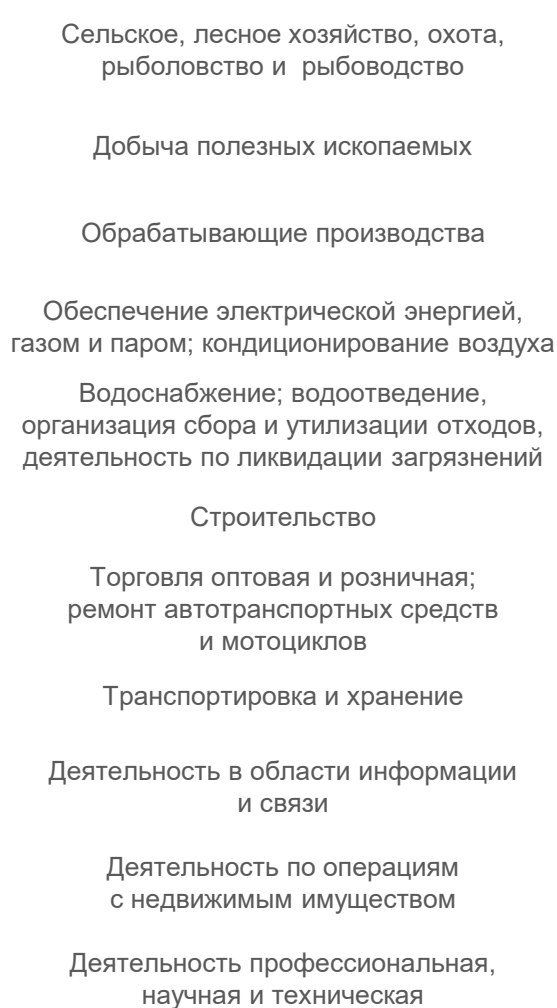 Сельское, лесное хозяйство, охота,
рыболовство и  рыбоводство
Добыча полезных ископаемых
Обрабатывающие производства
Обеспечение электрической энергией,
газом и паром; кондиционирование воздуха
Водоснабжение; водоотведение,
организация сбора и утилизации отходов,
деятельность по ликвидации загрязнений
Строительство
Торговля оптовая и розничная;
ремонт автотранспортных средств
и мотоциклов
Транспортировка и хранение
Деятельность в области информации
и связи
Деятельность по операциям
с недвижимым имуществом
Деятельность профессиональная,
научная и техническая